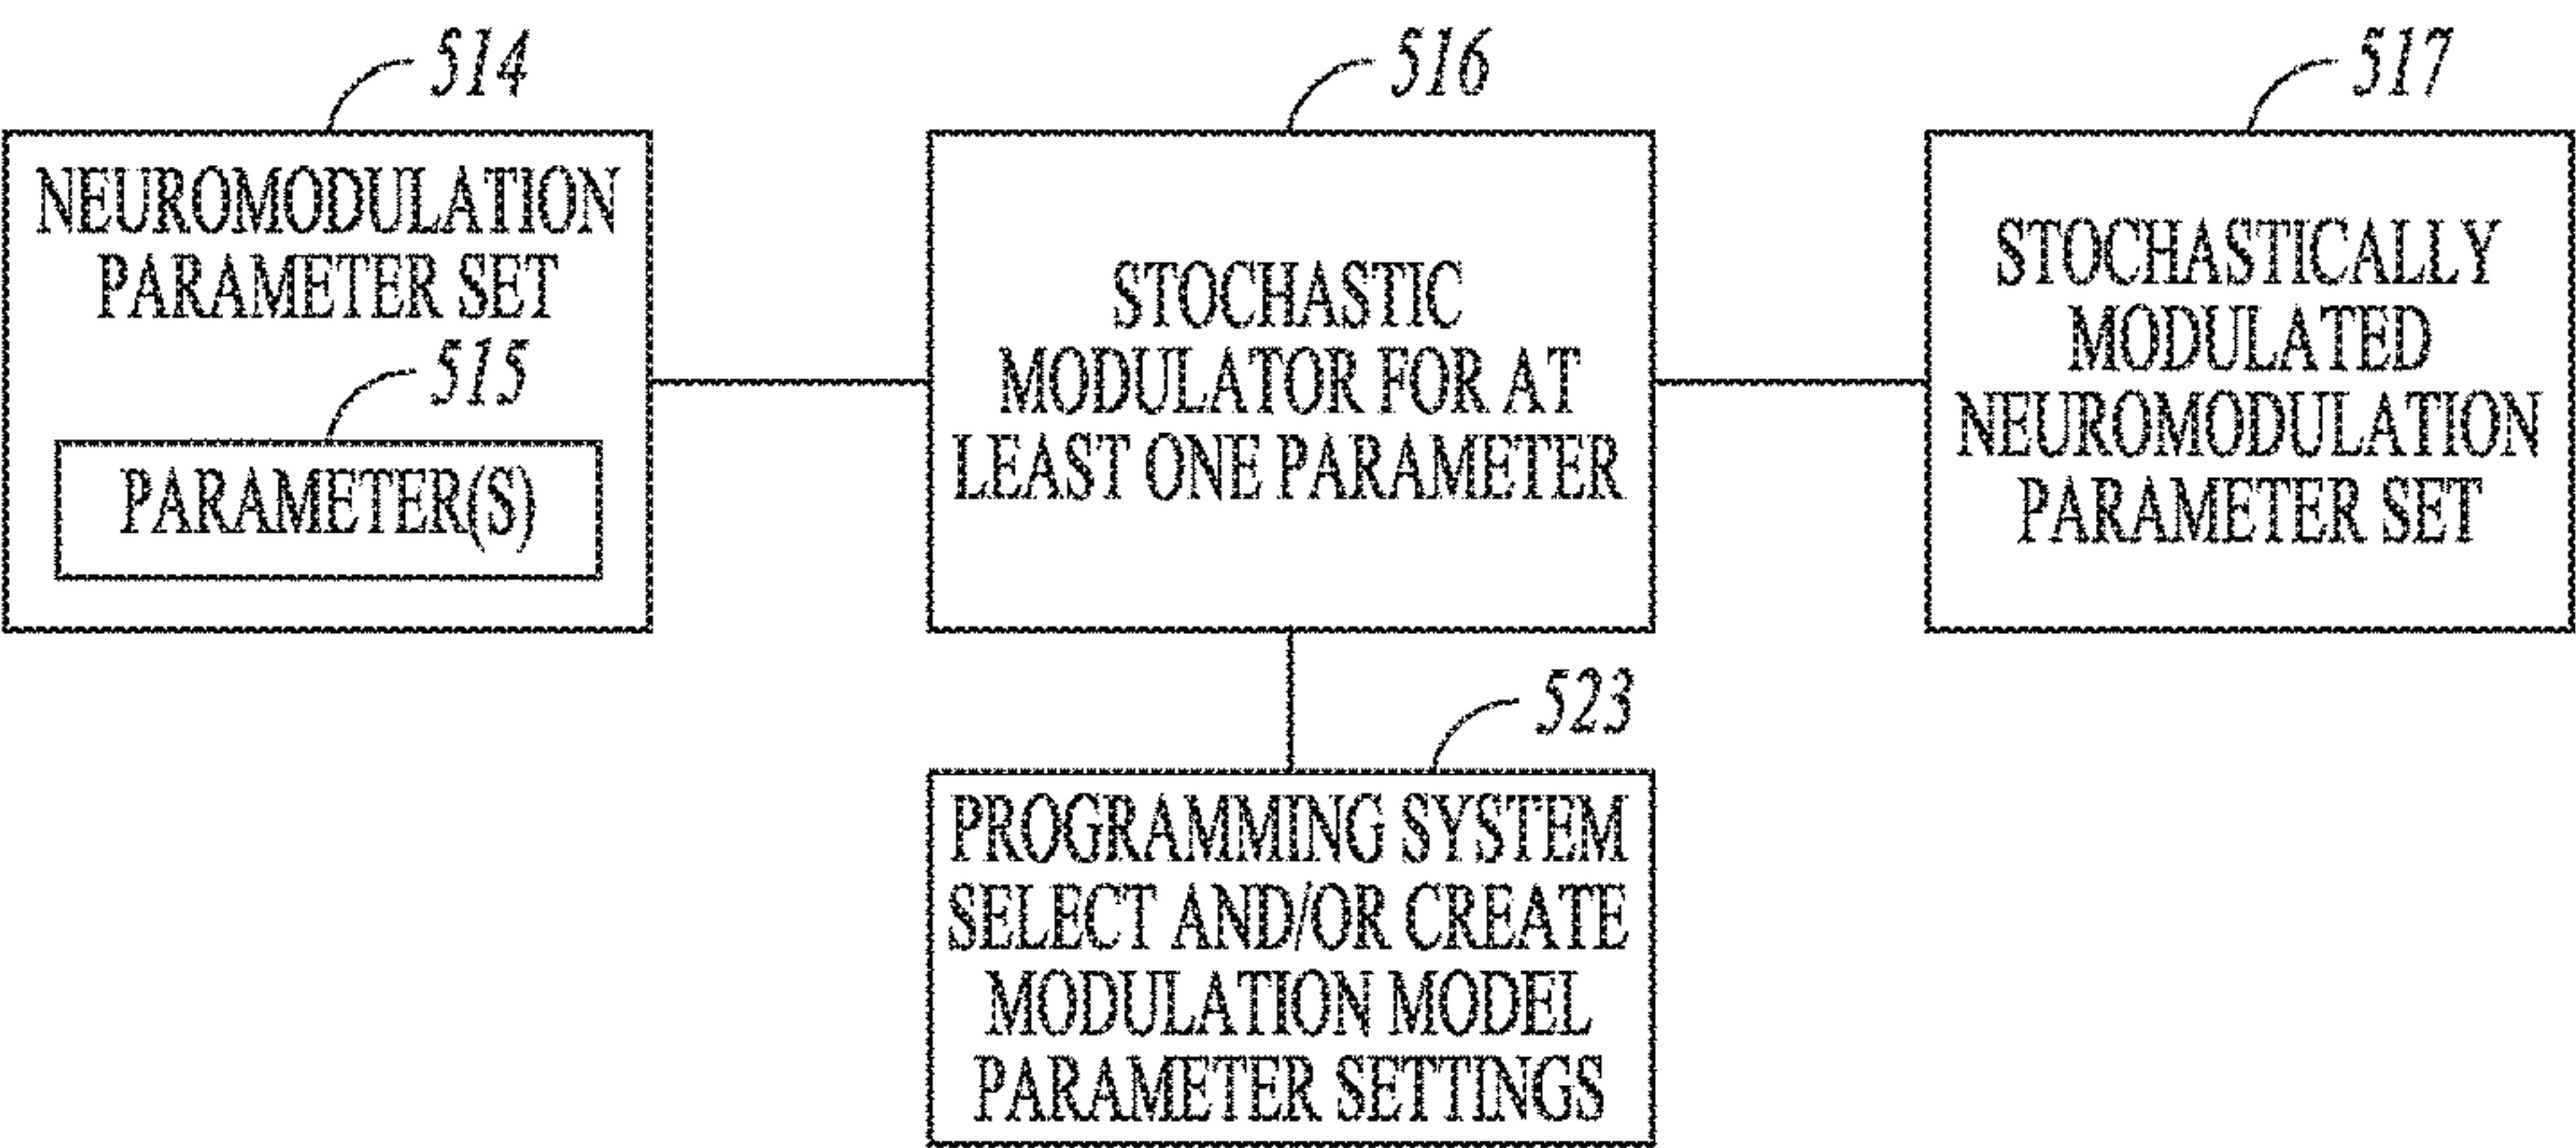 514
NEUROMODULATION
PARAMETER SET
515
PARAMETER(S)
516
STOCHASTIC
MODULATOR FOR AT
LEAST ONE PARAMETER
517
STOCHASTICALLY
MODULATED
NEUROMODULATION
PARAMETER SET
523
PROGRAMMING SYSTEM
SELECT AND/OR CREATE
MODULATION MODEL
PARAMETER SETTINGS